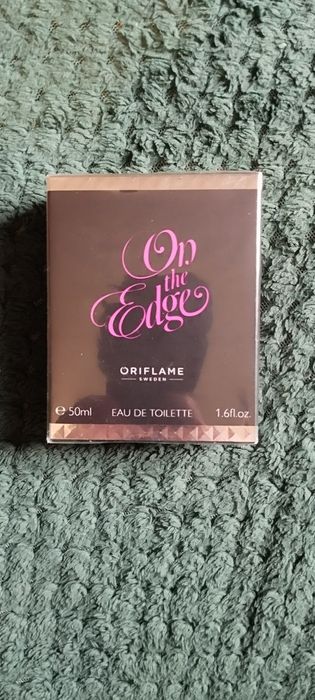 On
the
Edge
ORIFLAME
SWEDEN
℮ 50ml EAU DE TOILETTE 1.6fl.oz.